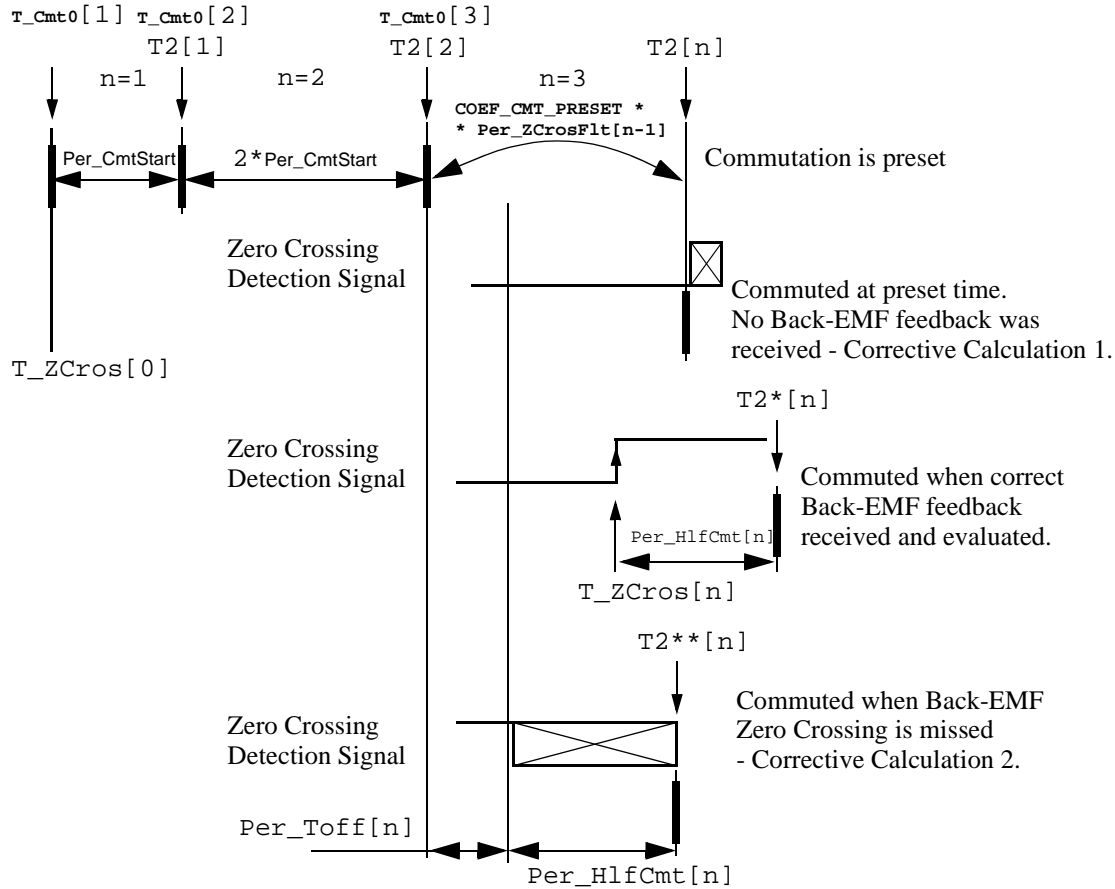 T_Cmt0[1] T_Cmt0[2] T_Cmt0[3]
T2[1] T2[2] T2[n]
n=1 n=2 n=3
COEF_CMT_PRESET *
* Per_ZCrosFlt[n-1]
Per_CmtStart 2*Per_CmtStart
Commutation is preset
Zero Crossing
Detection Signal
Commuted at preset time.
No Back-EMF feedback was
received - Corrective Calculation 1.
T_ZCros[0]
T2*[n]
Zero Crossing
Detection Signal
Commuted when correct
Back-EMF feedback
received and evaluated.
Per_HlfCmt[n]
T_ZCros[n]
T2**[n]
Zero Crossing
Detection Signal
Commuted when Back-EMF
Zero Crossing is missed
- Corrective Calculation 2.
Per_Toff[n]
Per_HlfCmt[n]